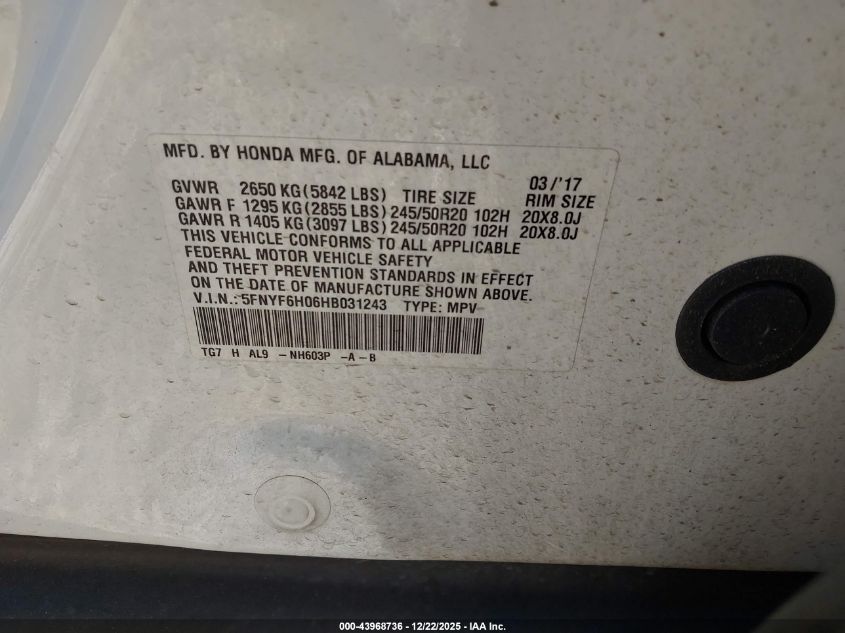 MFD. BY HONDA MFG. OF ALABAMA, LLC
03/'17
GVWR 2650 KG(5842 LBS) TIRE SIZE RIM SIZE
GAWR F 1295 KG(2855 LBS)245/50R20 102H 20X8.0J
GAWR R 1405 KG(3097 LBS)245/50R20 102H 20X8.0J
THIS VEHICLE CONFORMS TO ALL APPLICABLE
FEDERAL MOTOR VEHICLE SAFETY
AND THEFT PREVENTION STANDARDS IN EFFECT
ON THE DATE OF MANUFACTURE SHOWN ABOVE.
V.I.N.:5FNYF6H06HB031243 TYPE: MPV
TG7 H AL9 -NH603P -A-B
000-43968736 - 12/22/2025 - IAA Inc.